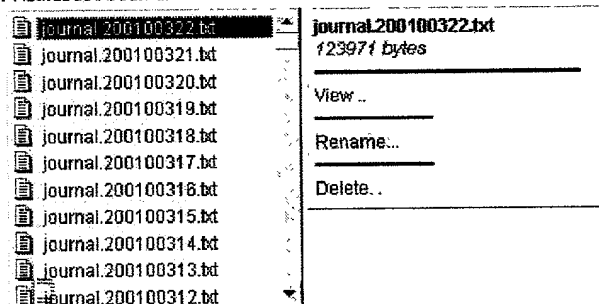 journal.200100322.txt
journal.200100321.txt
journal.200100320.txt
journal.200100319.txt
journal.200100318.txt
journal.200100317.txt
journal.200100316.txt
journal.200100315.txt
journal.200100314.txt
journal.200100313.txt
journal.200100312.txt
journal.200100322.txt
123971 bytes
View...
Rename...
Delete...